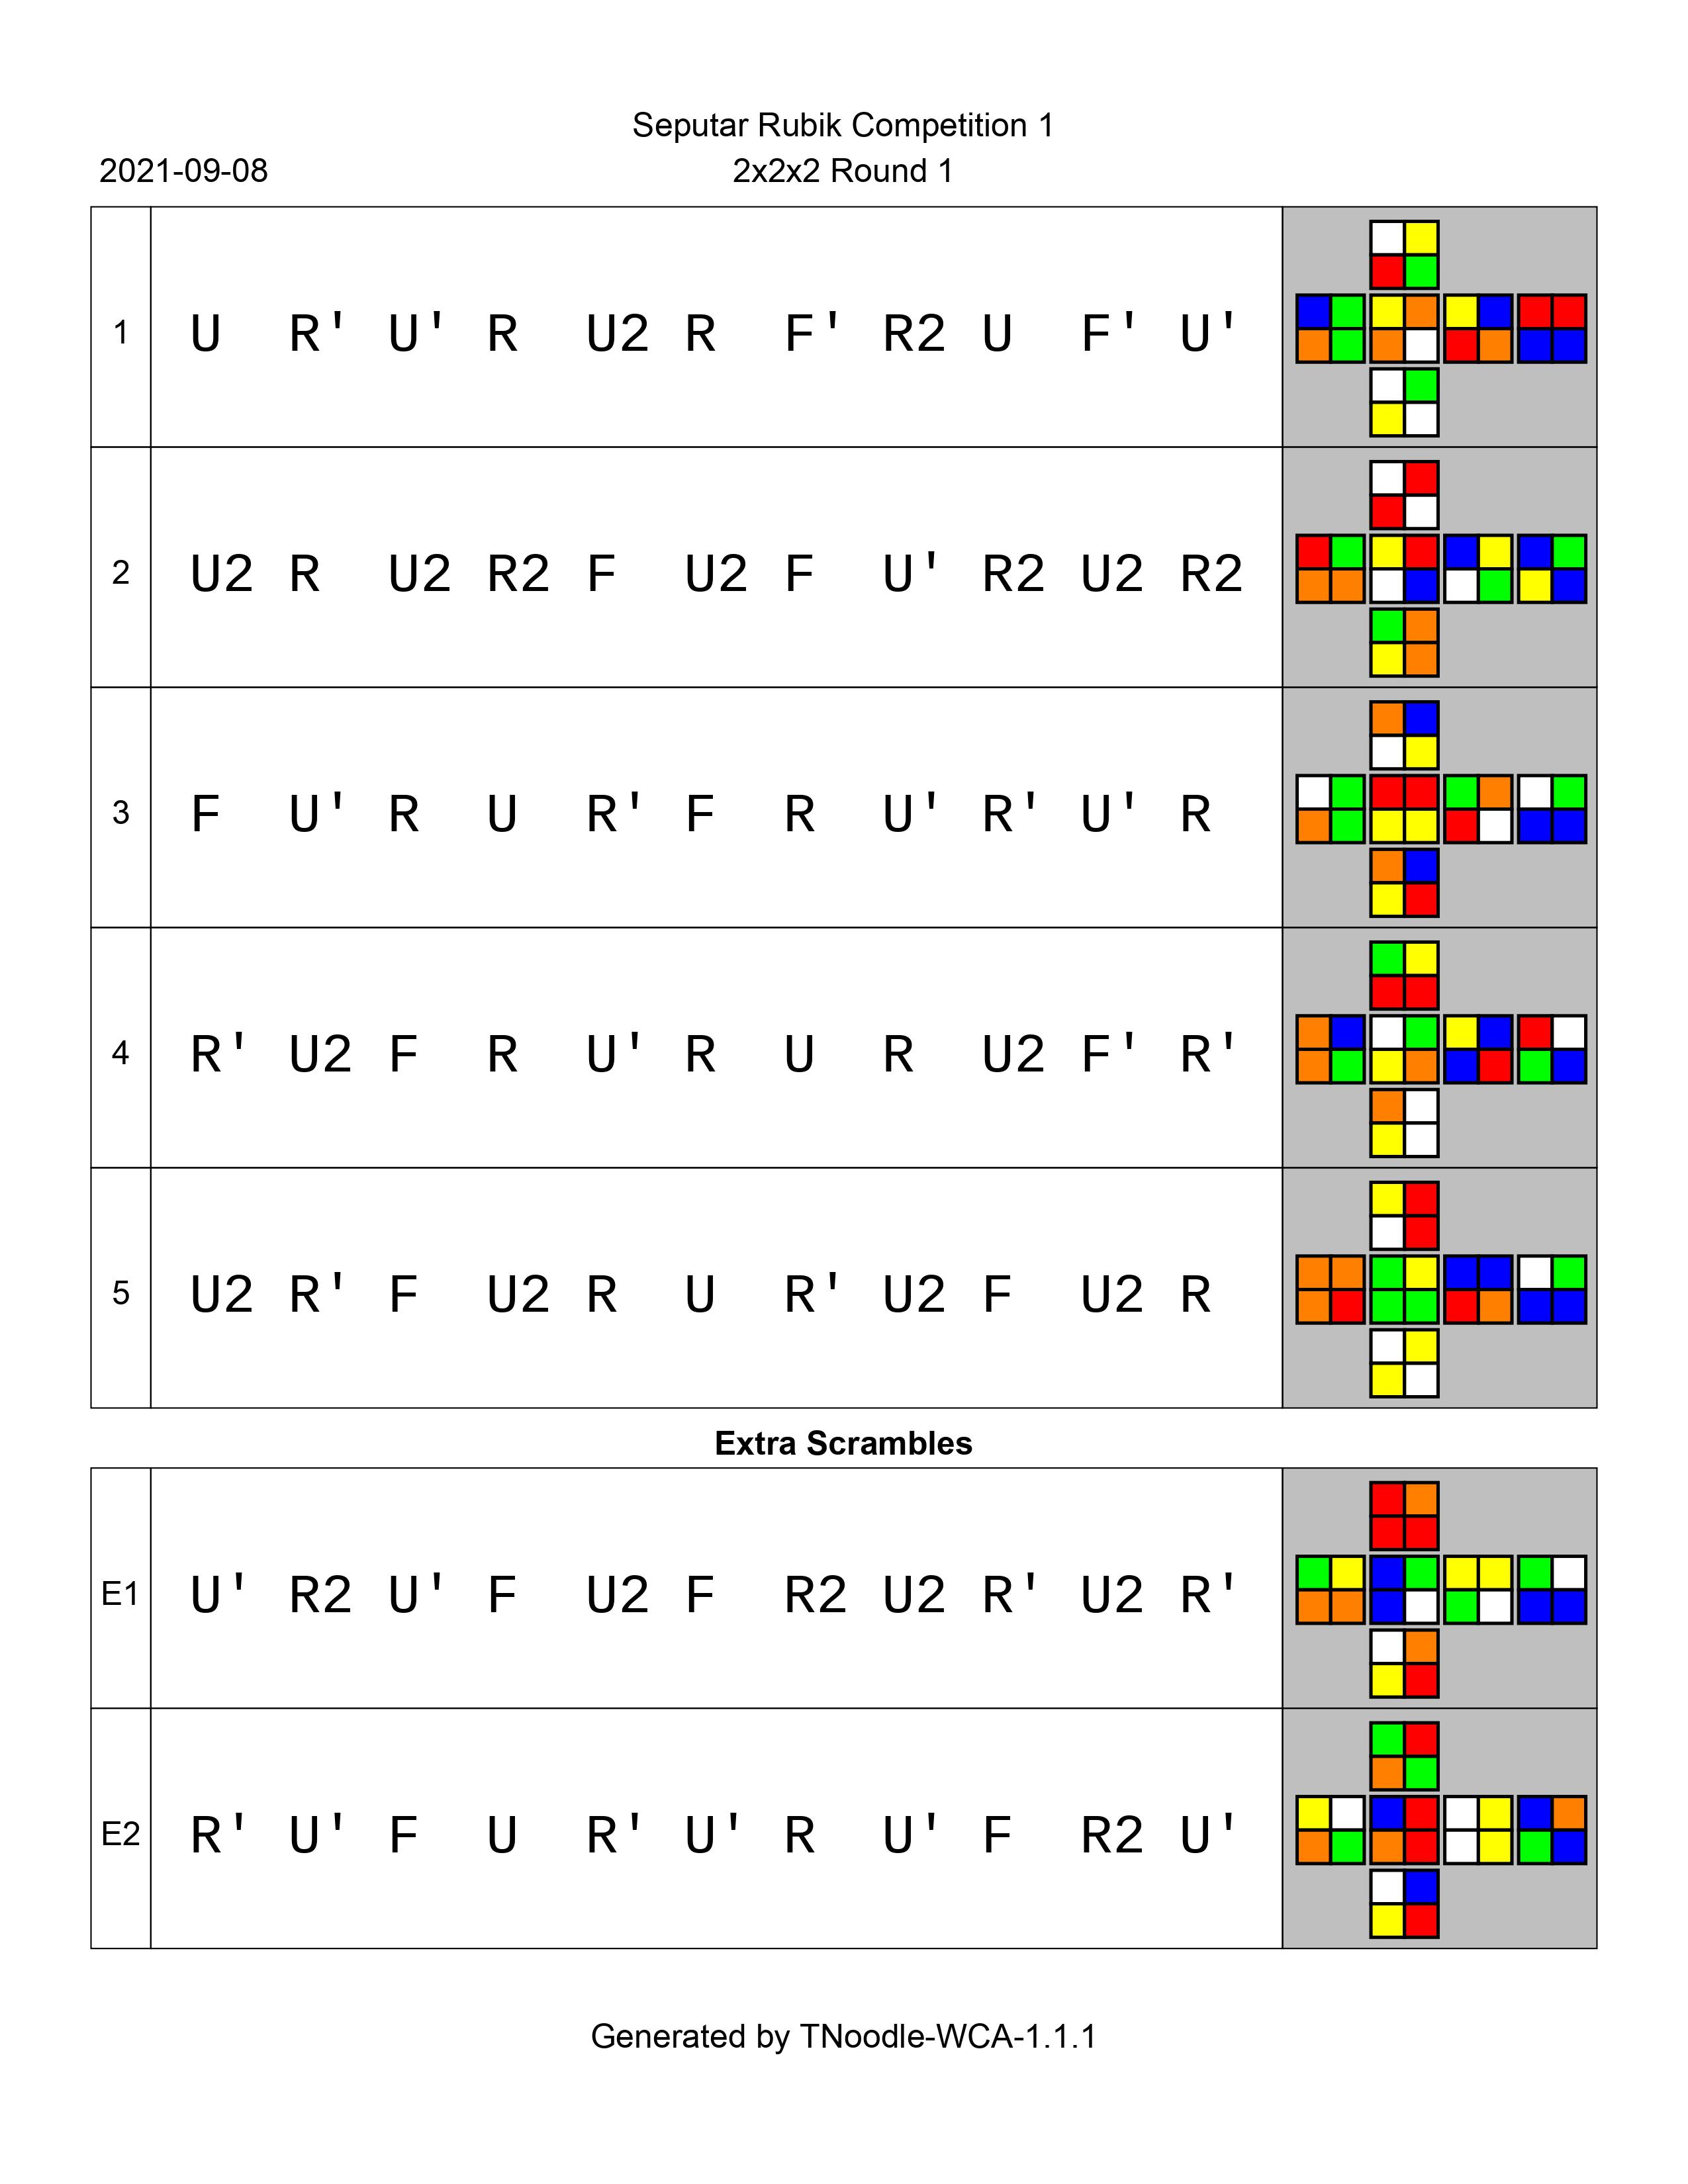 Seputar Rubik Competition 1
2021-09-08 2x2x2 Round 1
1 U R' U' R U2 R F' R2 U F' U'
2 U2 R U2 R2 F U2 F U' R2 U2 R2
3 F U' R U R' F R U' R' U' R
4 R' U2 F R U' R U R U2 F' R'
5 U2 R' F U2 R U R' U2 F U2 R
Extra Scrambles
E1 U' R2 U' F U2 F R2 U2 R' U2 R'
E2 R' U' F U R' U' R U' F R2 U'
Generated by TNoodle-WCA-1.1.1